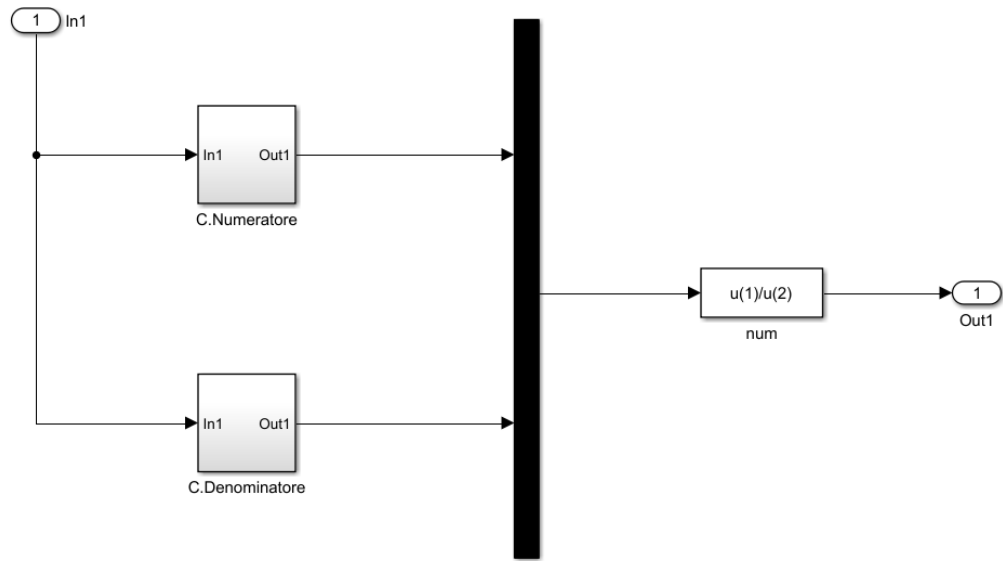 1
In1
In1
Out1
C.Numeratore
u(1)/u(2)
num
1
Out1
In1
Out1
C.Denominatore